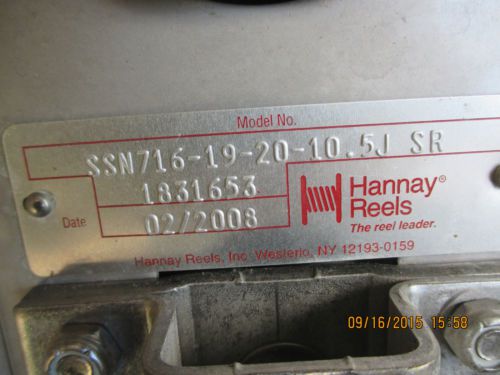 Model No.
SSN716-19-20-10.5J SR
1831653
Date 02/2008
Hannay®
Reels
The reel leader.
Hannay Reels, Inc. Westerlo, NY 12193-0159
09/16/2015 15:58